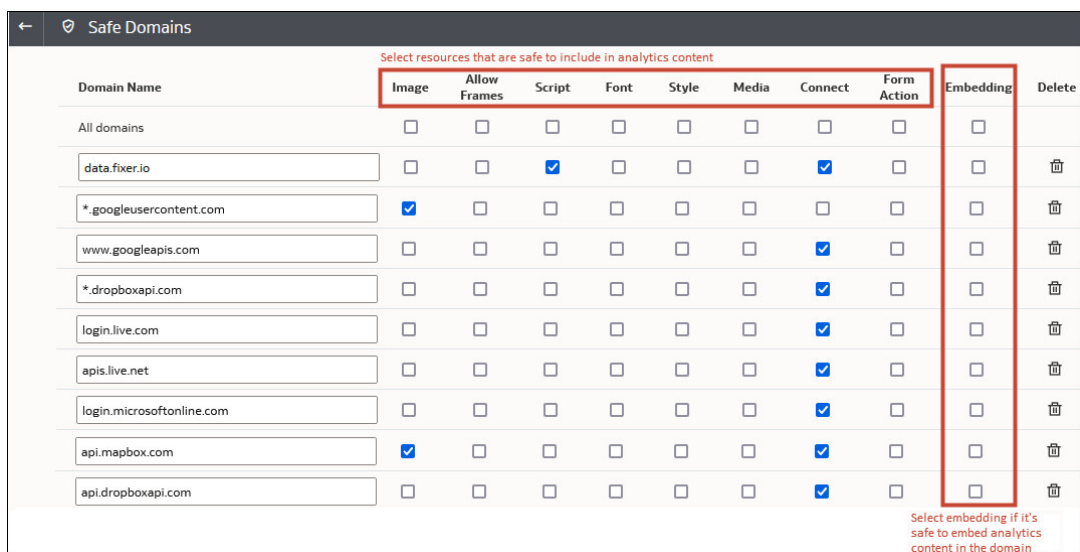 Safe Domains
Select resources that are safe to include in analytics content
Domain Name Image Allow Frames Script Font Style Media Connect Form Action Embedding Delete
All domains
data.fixer.io
*.googleusercontent.com
www.googleapis.com
*.dropboxapi.com
login.live.com
apis.live.net
login.microsoftonline.com
api.mapbox.com
api.dropboxapi.com
Select embedding if it's
safe to embed analytics
content in the domain